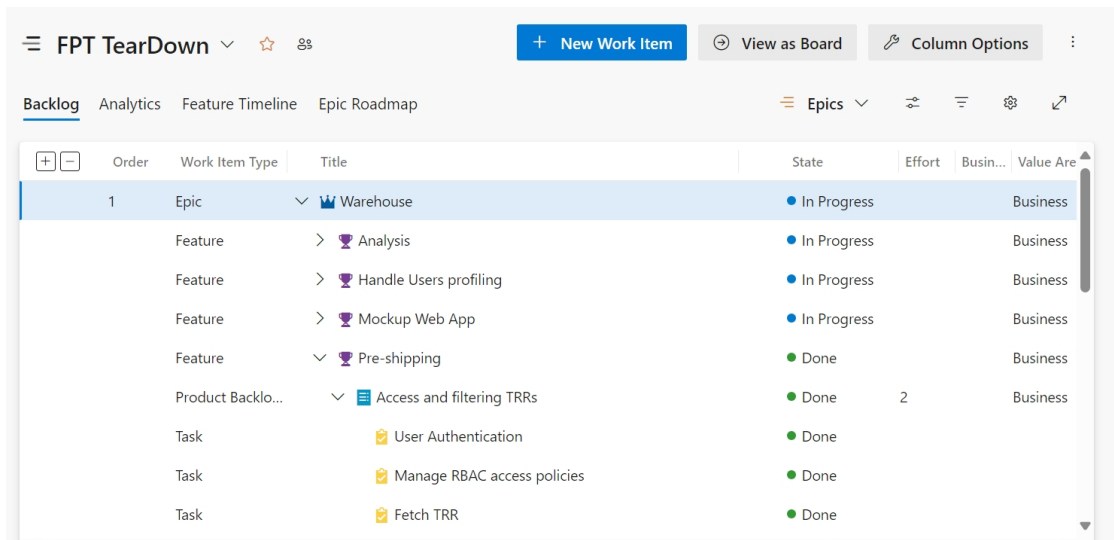 FPT TearDown
+ New Work Item
View as Board
Column Options
Backlog Analytics Feature Timeline Epic Roadmap
Epics
Order Work Item Type Title State Effort Busin... Value Are
1 Epic Warehouse In Progress Business
Feature Analysis In Progress Business
Feature Handle Users profiling In Progress Business
Feature Mockup Web App In Progress Business
Feature Pre-shipping Done Business
Product Backlo... Access and filtering TRRs Done 2 Business
Task User Authentication Done
Task Manage RBAC access policies Done
Task Fetch TRR Done